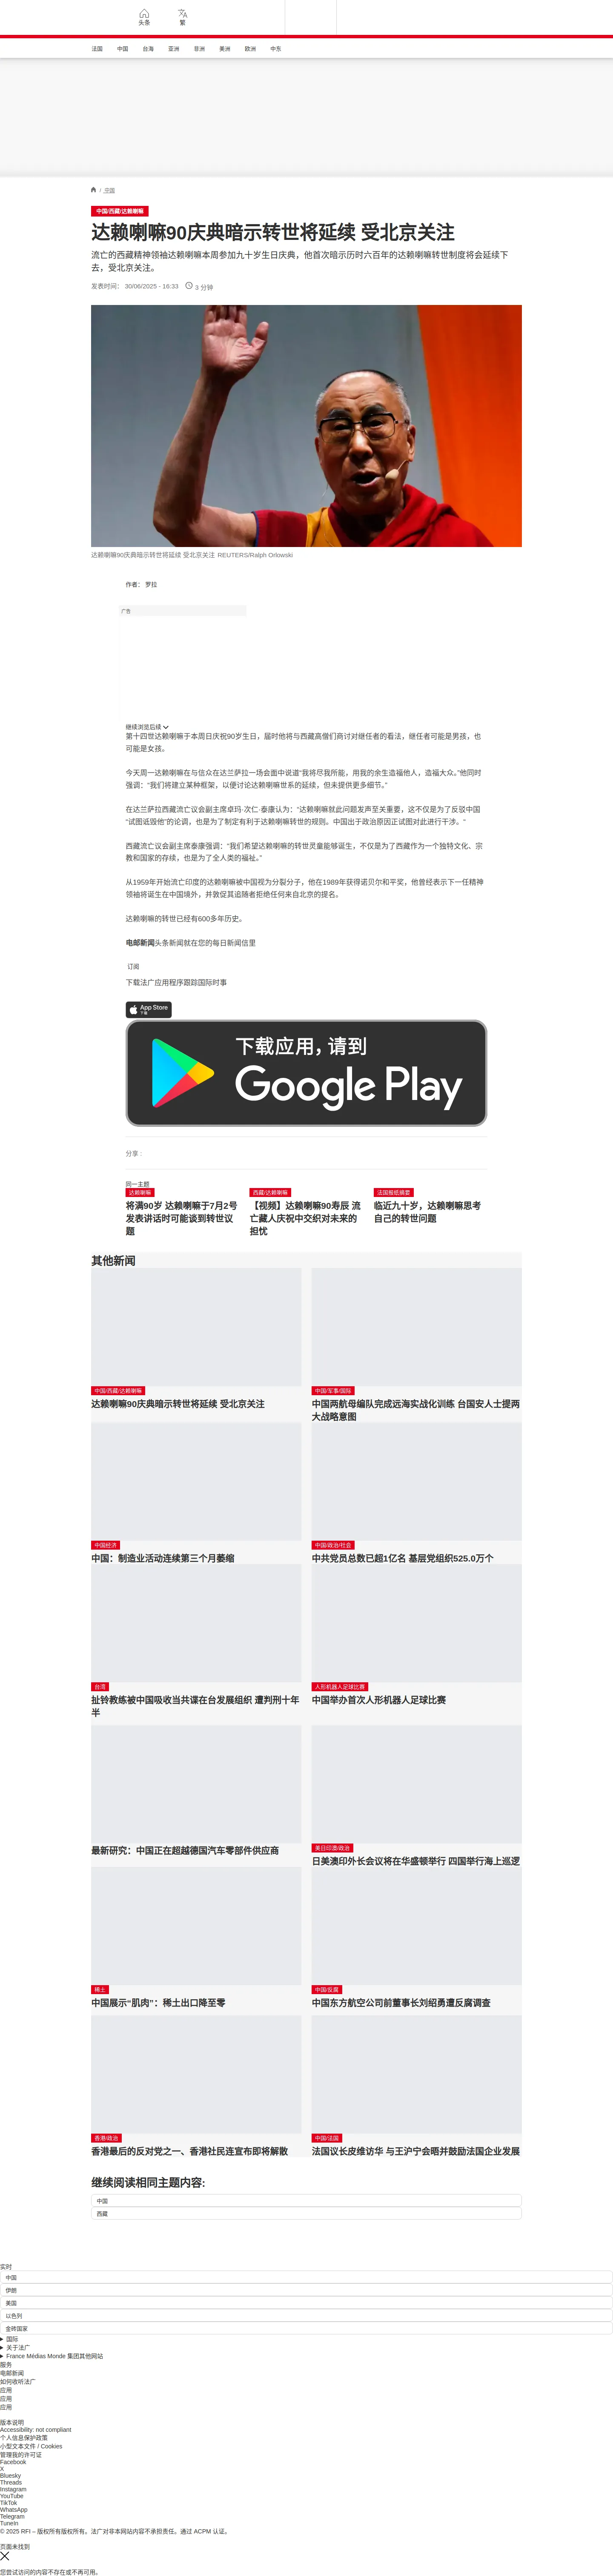 头条
繁
法国 中国 台海 亚洲 非洲 美洲 欧洲 中东
/ 中国
中国/西藏/达赖喇嘛
达赖喇嘛90庆典暗示转世将延续 受北京关注
流亡的西藏精神领袖达赖喇嘛本周参加九十岁生日庆典，他首次暗示历时六百年的达赖喇嘛转世制度将会延续下
去，受北京关注。
发表时间： 30/06/2025 - 16:33 3 分钟
达赖喇嘛90庆典暗示转世将延续 受北京关注 REUTERS/Ralph Orlowski
作者： 罗拉
广告
继续浏览后续
第十四世达赖喇嘛于本周日庆祝90岁生日，届时他将与西藏高僧们商讨对继任者的看法，继任者可能是男孩，也
可能是女孩。
今天周一达赖喇嘛在与信众在达兰萨拉一场会面中说道“我将尽我所能，用我的余生造福他人，造福大众。”他同时
强调：“我们将建立某种框架，以便讨论达赖喇嘛世系的延续，但未提供更多细节。”
在达兰萨拉西藏流亡议会副主席卓玛·次仁·泰康认为：“达赖喇嘛就此问题发声至关重要，这不仅是为了反驳中国
“试图诋毁他”的论调，也是为了制定有利于达赖喇嘛转世的规则。中国出于政治原因正试图对此进行干涉。“
西藏流亡议会副主席泰康强调：“我们希望达赖喇嘛的转世灵童能够诞生，不仅是为了西藏作为一个独特文化、宗
教和国家的存续，也是为了全人类的福祉。”
从1959年开始流亡印度的达赖喇嘛被中国视为分裂分子，他在1989年获得诺贝尔和平奖，他曾经表示下一任精神
领袖将诞生在中国境外，并敦促其追随者拒绝任何来自北京的提名。
达赖喇嘛的转世已经有600多年历史。
电邮新闻头条新闻就在您的每日新闻信里
订阅
下载法广应用程序跟踪国际时事
App Store
下载
下载应用，请到
Google Play
分享 :
同一主题
达赖喇嘛
将满90岁 达赖喇嘛于7月2号
发表讲话时可能谈到转世议
题
西藏/达赖喇嘛
【视频】达赖喇嘛90寿辰 流
亡藏人庆祝中交织对未来的
担忧
法国报纸摘要
临近九十岁，达赖喇嘛思考
自己的转世问题
其他新闻
中国/西藏/达赖喇嘛
达赖喇嘛90庆典暗示转世将延续 受北京关注
中国/军事/国际
中国两航母编队完成远海实战化训练 台国安人士提两
大战略意图
中国经济
中国：制造业活动连续第三个月萎缩
中国/政治/社会
中共党员总数已超1亿名 基层党组织525.0万个
台湾
扯铃教练被中国吸收当共谍在台发展组织 遭判刑十年
半
人形机器人足球比赛
中国举办首次人形机器人足球比赛
最新研究：中国正在超越德国汽车零部件供应商
美日印澳/政治
日美澳印外长会议将在华盛顿举行 四国举行海上巡逻
稀土
中国展示“肌肉”：稀土出口降至零
中国/反腐
中国东方航空公司前董事长刘绍勇遭反腐调查
香港/政治
香港最后的反对党之一、香港社民连宣布即将解散
中国/法国
法国议长皮维访华 与王沪宁会晤并鼓励法国企业发展
继续阅读相同主题内容:
中国
西藏
实时
中国
伊朗
美国
以色列
金砖国家
国际
关于法广
France Médias Monde 集团其他网站
服务
电邮新闻
如何收听法广
应用
应用
应用
版本说明
Accessibility: not compliant
个人信息保护政策
小型文本文件 / Cookies
管理我的许可证
Facebook
X
Bluesky
Threads
Instagram
YouTube
TikTok
WhatsApp
Telegram
TuneIn
© 2025 RFI – 版权所有版权所有。法广对非本网站内容不承担责任。通过 ACPM 认证。
页面未找到
您尝试访问的内容不存在或不再可用。